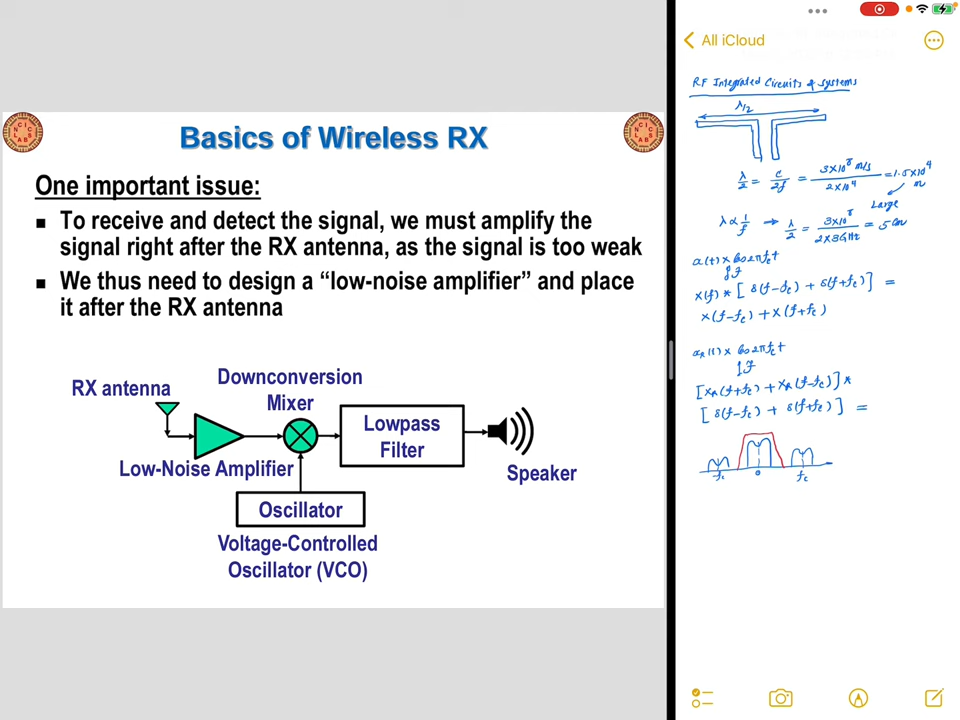 Basics of Wireless RX
One important issue:
To receive and detect the signal, we must amplify the
signal right after the RX antenna, as the signal is too weak
We thus need to design a “low-noise amplifier” and place
it after the RX antenna
RX antenna
Downconversion
Mixer
Lowpass
Filter
Low-Noise Amplifier
Speaker
Oscillator
Voltage-Controlled
Oscillator (VCO)
All iCloud
RF Integrated Circuits & Systems
λ/2
λ/2 = c/2f = 3×10⁸ m/s / 2×10⁴ = 1.5×10⁴ m
Large
λ ∝ 1/f → λ/2 = 3×10⁸ / 2×3GHz = 5 cm
x(t) × Cos2πfct
X(f) * [ δ(f-fc) + δ(f+fc) ] =
X(f-fc) + X(f+fc)
xR(t) × Cos2πfct
[XR(f+fc) + XR(f-fc)] *
[ δ(f-fc) + δ(f+fc) ] =
0
fc